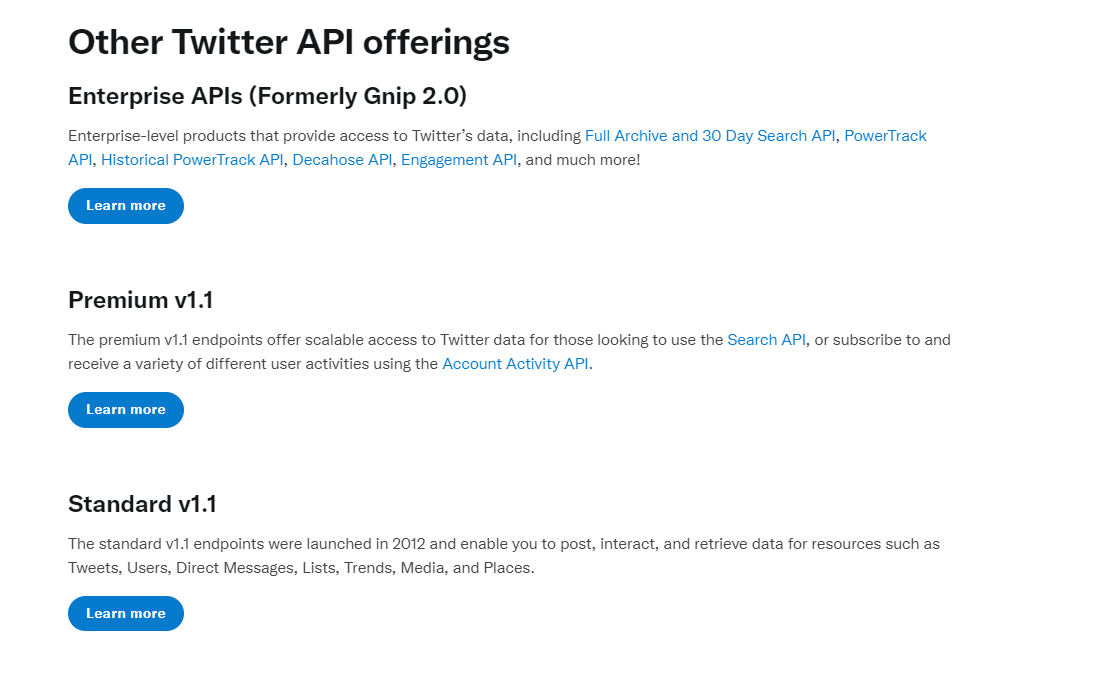 Other Twitter API offerings
Enterprise APIs (Formerly Gnip 2.0)
Enterprise-level products that provide access to Twitter’s data, including Full Archive and 30 Day Search API, PowerTrack
API, Historical PowerTrack API, Decahose API, Engagement API, and much more!
Learn more
Premium v1.1
The premium v1.1 endpoints offer scalable access to Twitter data for those looking to use the Search API, or subscribe to and
receive a variety of different user activities using the Account Activity API.
Learn more
Standard v1.1
The standard v1.1 endpoints were launched in 2012 and enable you to post, interact, and retrieve data for resources such as
Tweets, Users, Direct Messages, Lists, Trends, Media, and Places.
Learn more